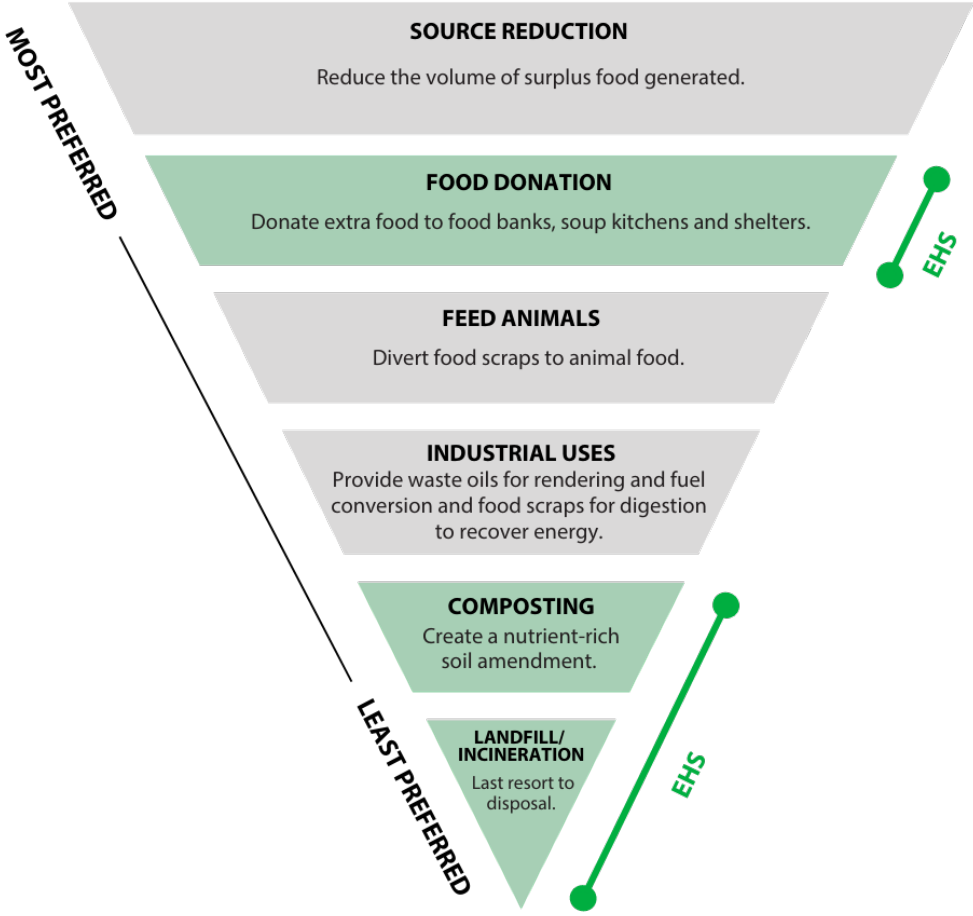 SOURCE REDUCTION
Reduce the volume of surplus food generated.
MOST PREFERRED
FOOD DONATION
Donate extra food to food banks, soup kitchens and shelters.
EHS
FEED ANIMALS
Divert food scraps to animal food.
INDUSTRIAL USES
Provide waste oils for rendering and fuel
conversion and food scraps for digestion
to recover energy.
COMPOSTING
Create a nutrient-rich
soil amendment.
LEAST PREFERRED
LANDFILL/
INCINERATION
Last resort to
disposal.
EHS